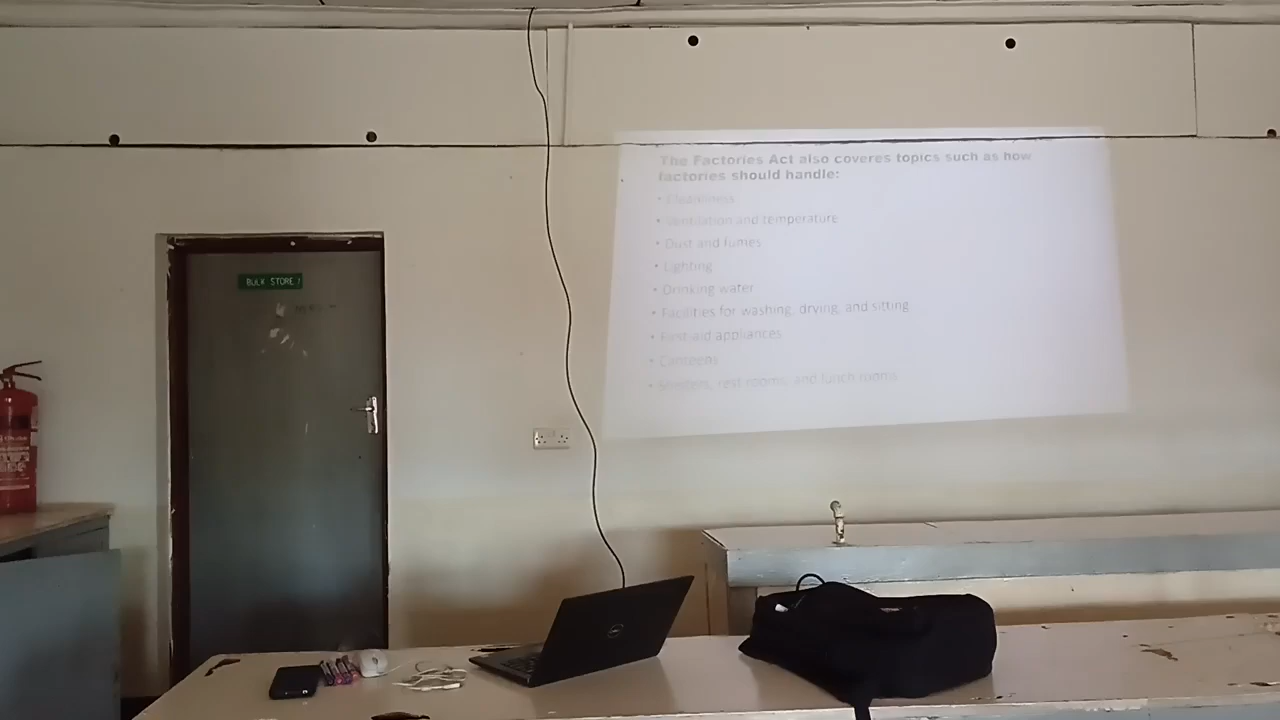 BULK STORE 1
The Factories Act also coveres topics such as how
factories should handle:
• Cleanliness
• Ventilation and temperature
• Dust and fumes
• Lighting
• Drinking water
• Facilities for washing, drying, and sitting
• First-aid appliances
• Canteens
• Shelters, rest rooms, and lunch rooms
DELL